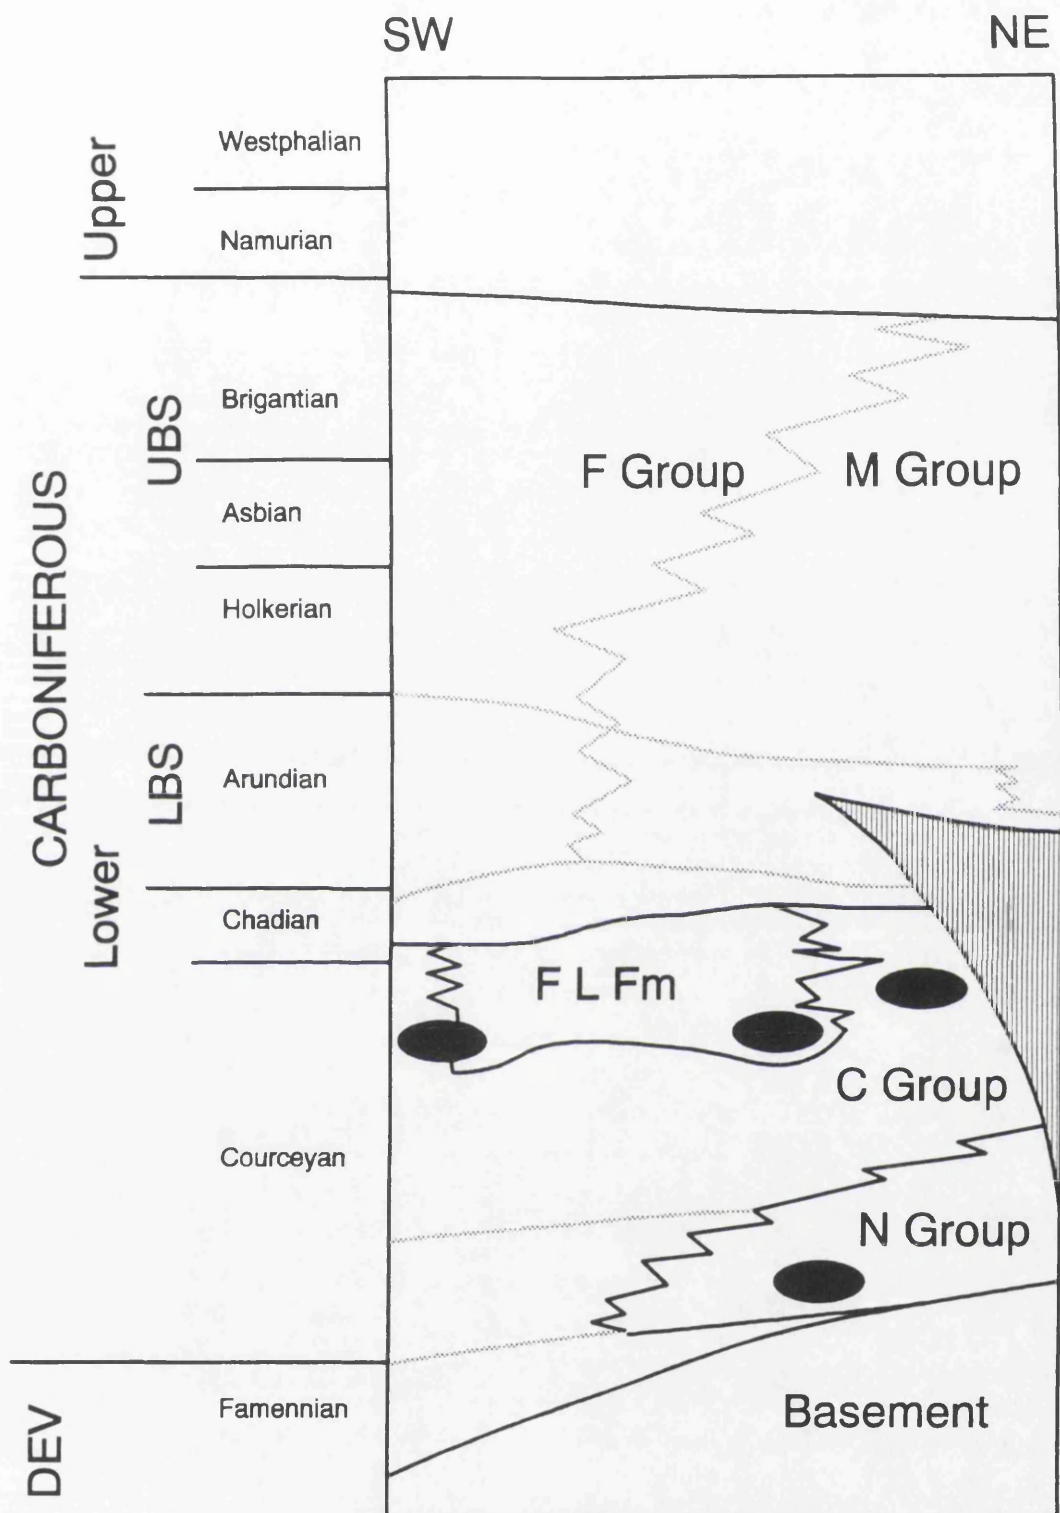 SW
NE
CARBONIFEROUS
Upper
Westphalian
Namurian
Lower
UBS
Brigantian
Asbian
Holkerian
LBS
Arundian
Chadian
Courceyan
DEV
Famennian
F Group
M Group
F L Fm
C Group
N Group
Basement